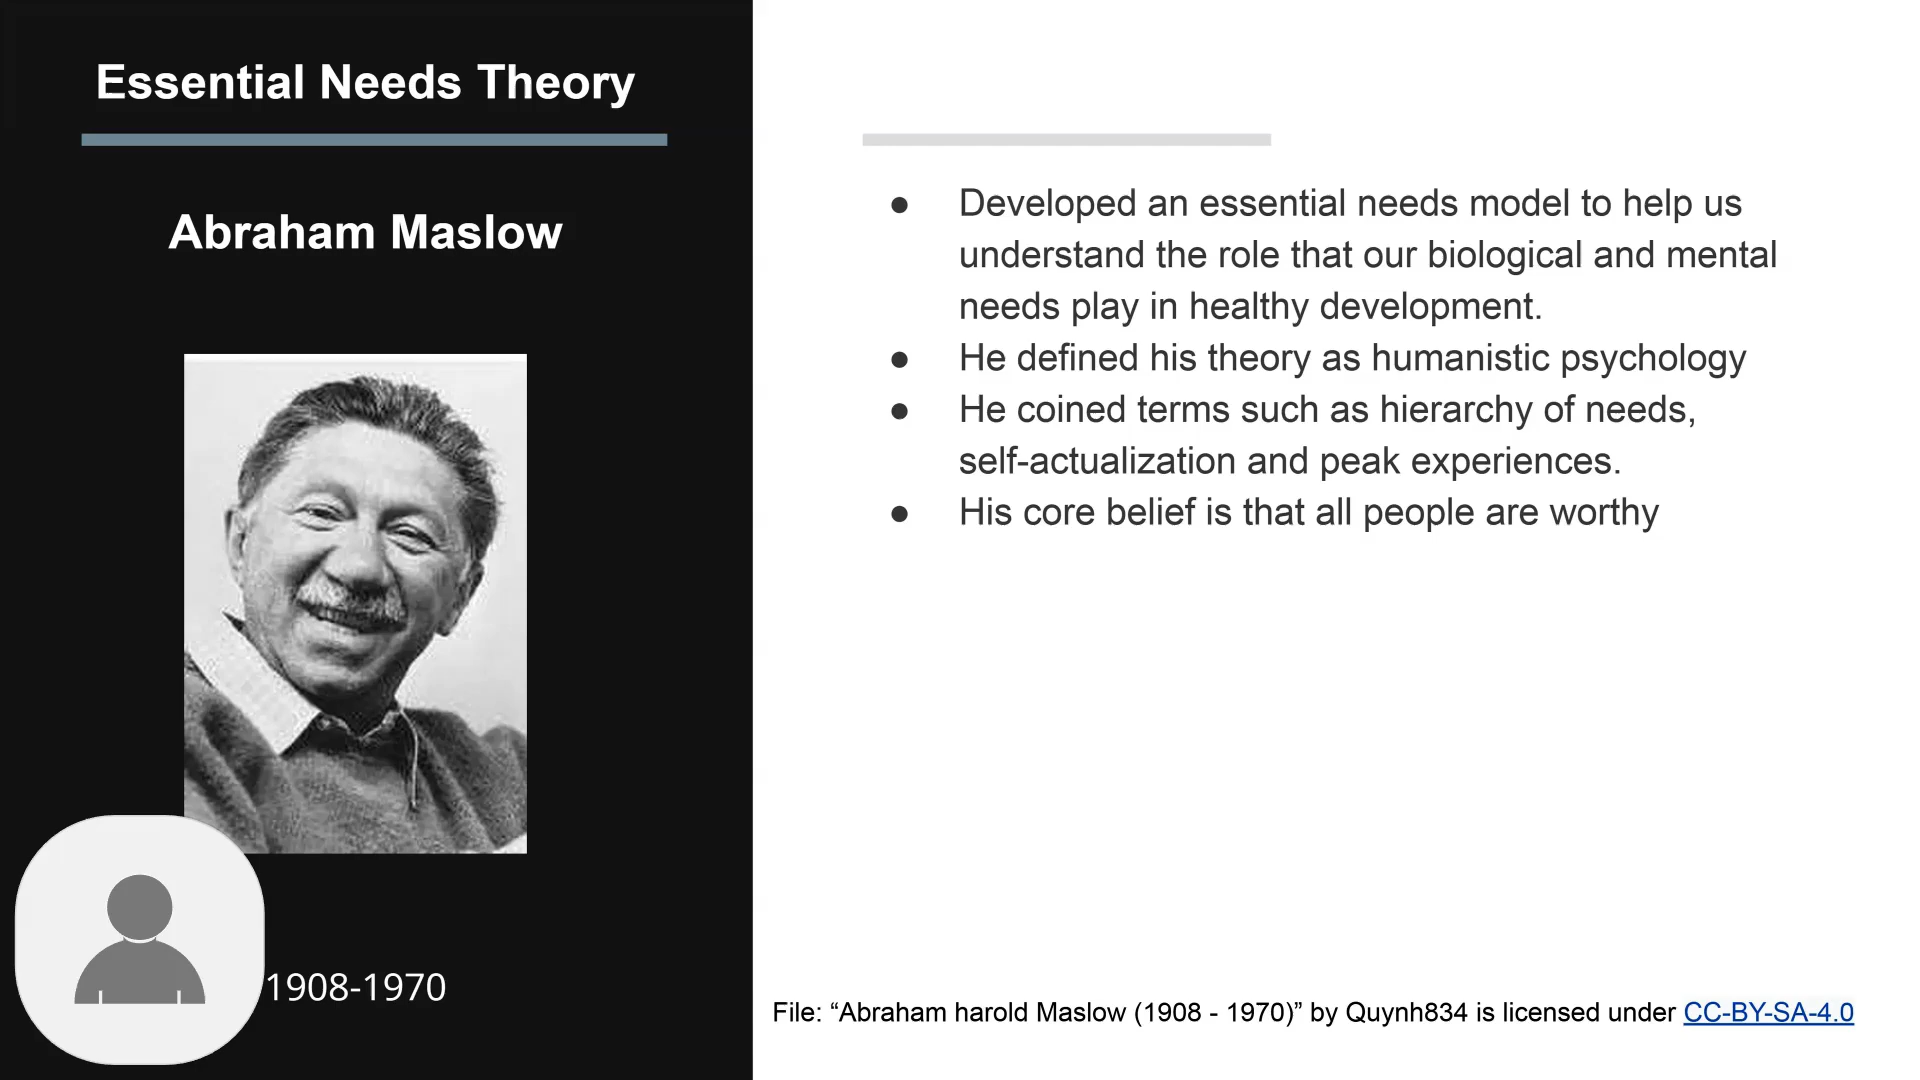 Essential Needs Theory
Abraham Maslow
1908-1970
● Developed an essential needs model to help us
understand the role that our biological and mental
needs play in healthy development.
● He defined his theory as humanistic psychology
● He coined terms such as hierarchy of needs,
self-actualization and peak experiences.
● His core belief is that all people are worthy
File: “Abraham harold Maslow (1908 - 1970)” by Quynh834 is licensed under CC-BY-SA-4.0